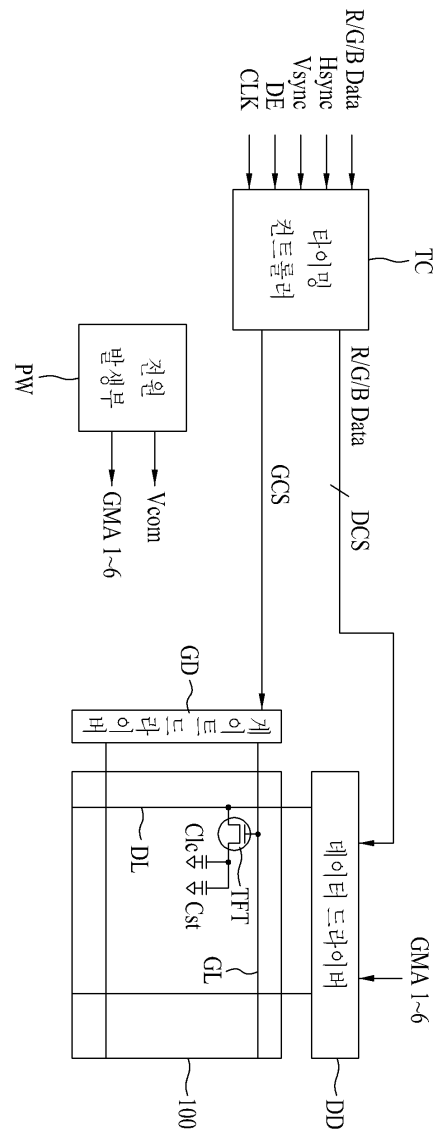 R/G/B Data
Hsync
Vsync
DE
CLK
타이밍
컨트롤러
TC
R/G/B Data
DCS
GCS
전원
발생부
PW
Vcom
GMA 1~6
GD
게이트 드라이버
데이터 드라이버
GMA 1~6
DD
DL
Clc
Cst
TFT
GL
100